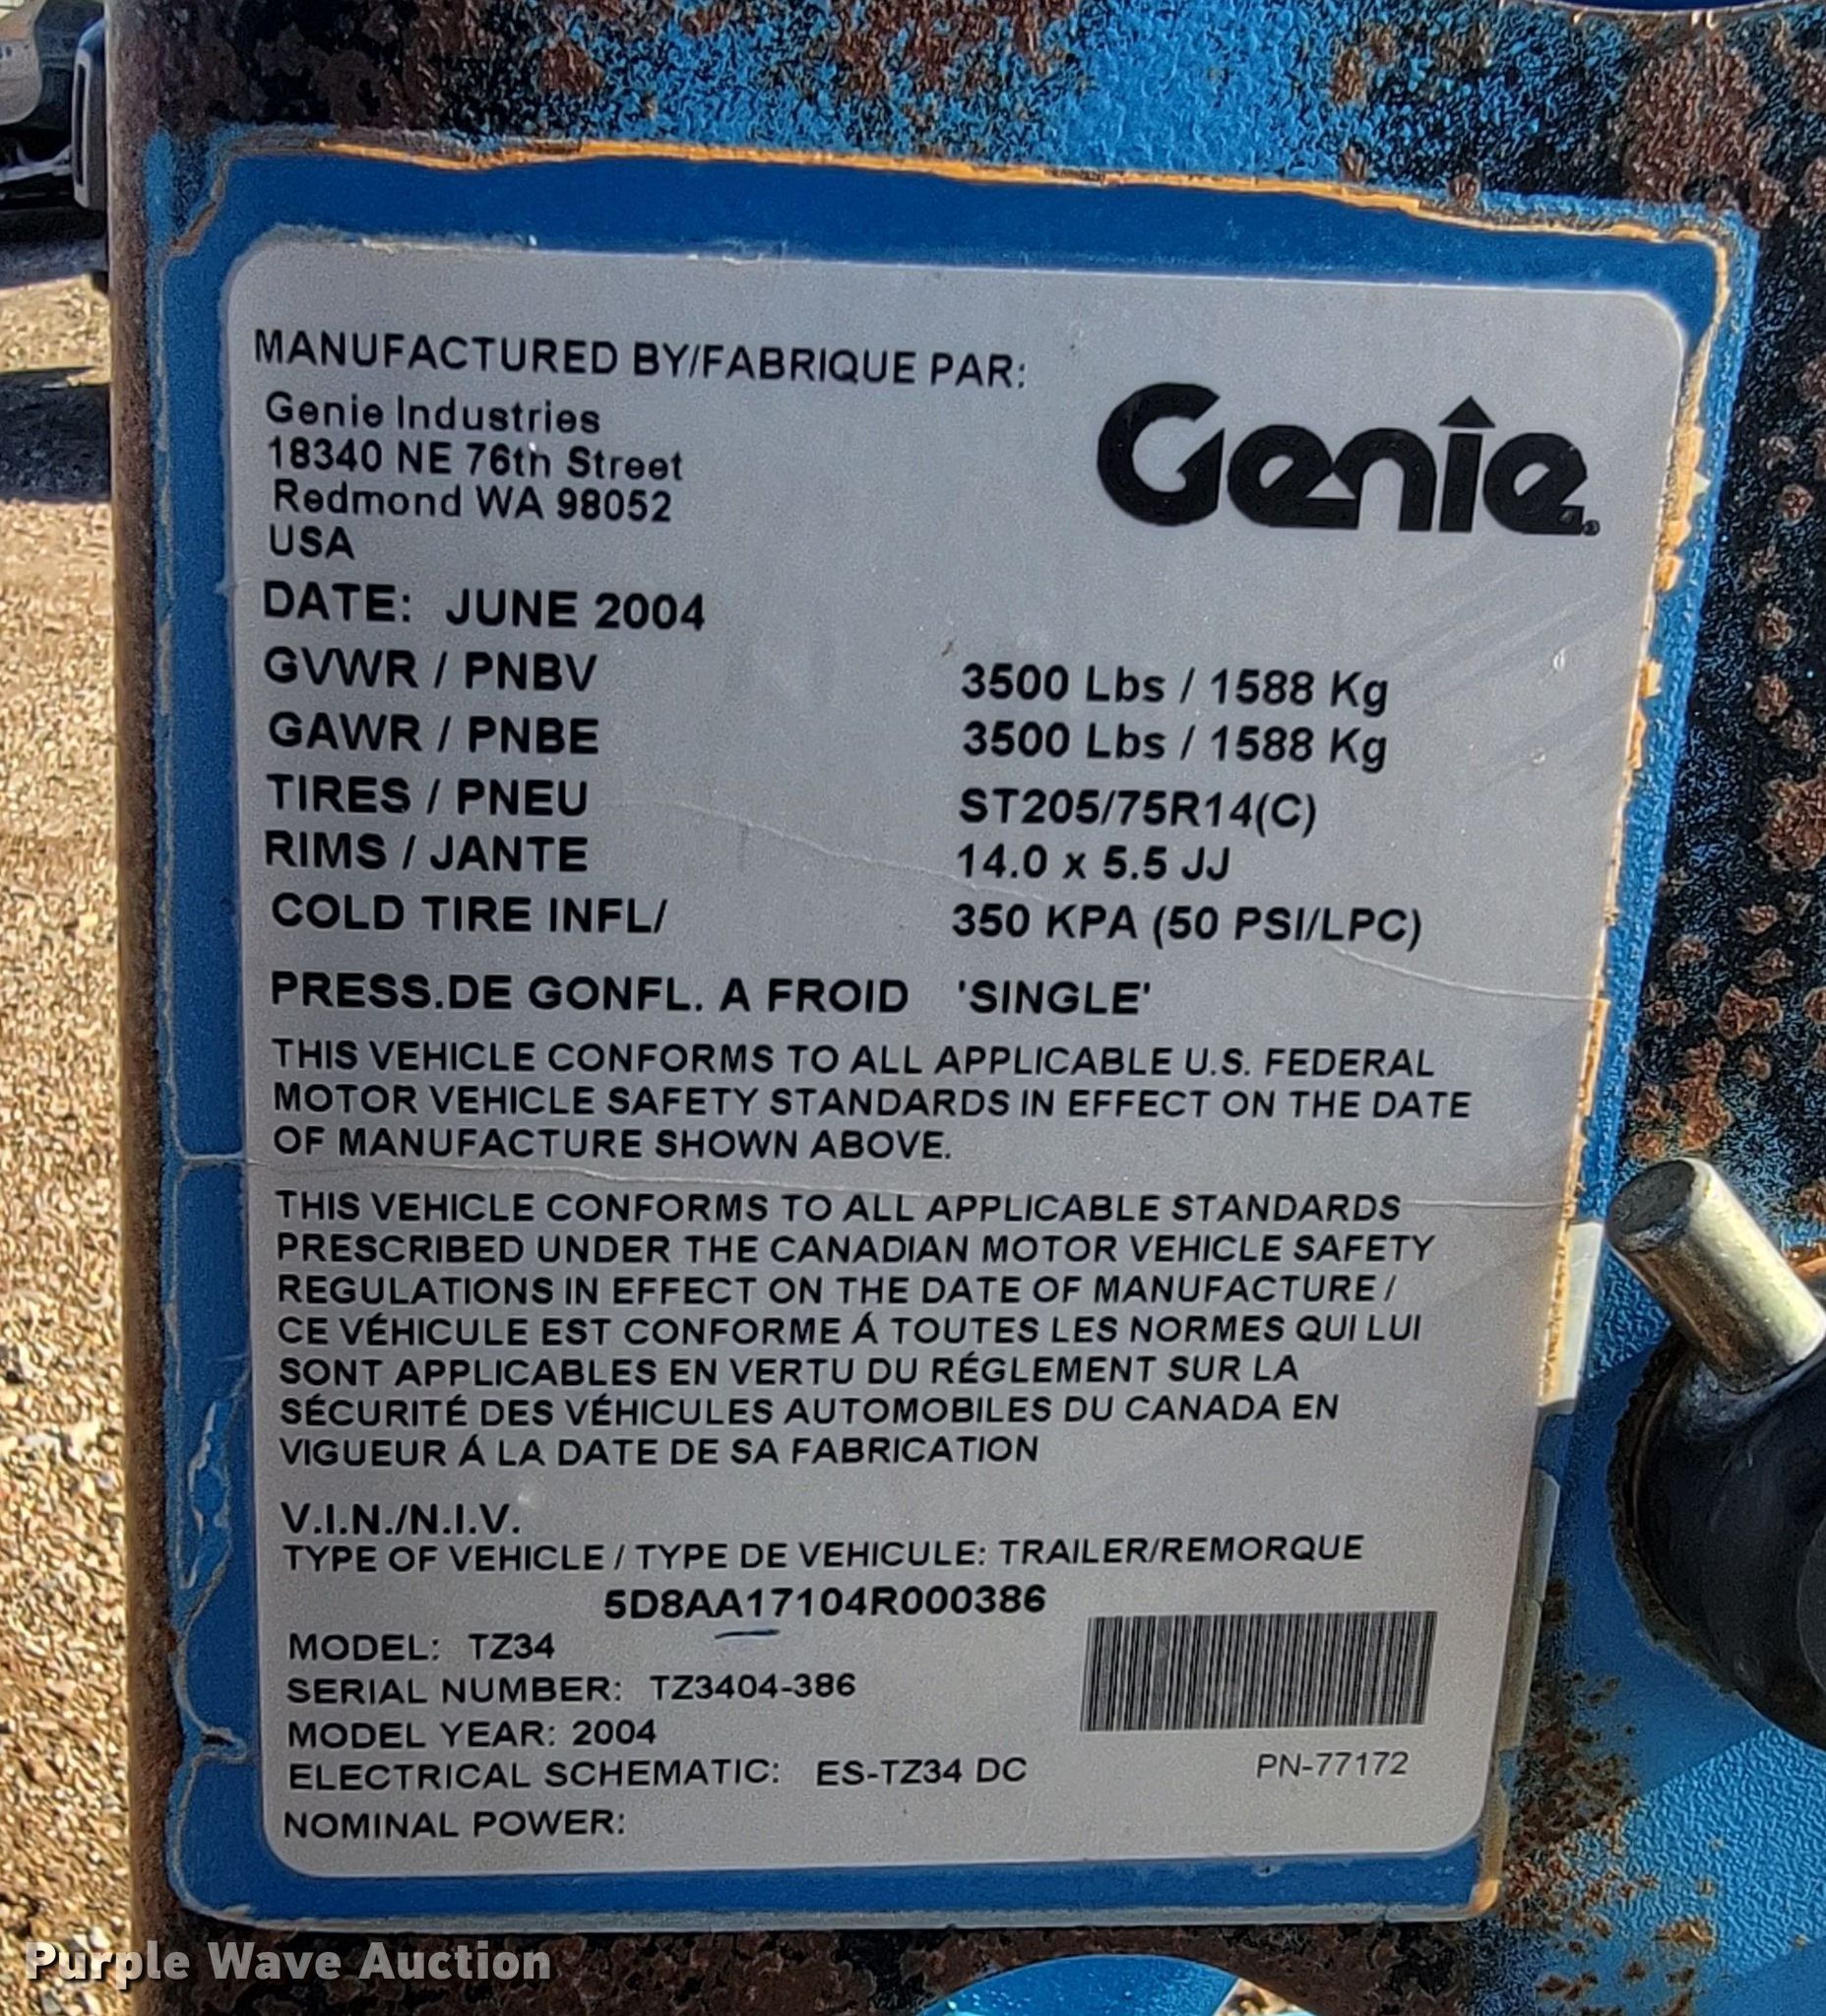 MANUFACTURED BY/FABRIQUE PAR:
Genie
Genie Industries
18340 NE 76th Street
Redmond WA 98052
USA
DATE: JUNE 2004
GVWR / PNBV 3500 Lbs / 1588 Kg
GAWR / PNBE 3500 Lbs / 1588 Kg
TIRES / PNEU ST205/75R14(C)
RIMS / JANTE 14.0 x 5.5 JJ
COLD TIRE INFL/ 350 KPA (50 PSI/LPC)
PRESS.DE GONFL. A FROID 'SINGLE'
THIS VEHICLE CONFORMS TO ALL APPLICABLE U.S. FEDERAL
MOTOR VEHICLE SAFETY STANDARDS IN EFFECT ON THE DATE
OF MANUFACTURE SHOWN ABOVE.
THIS VEHICLE CONFORMS TO ALL APPLICABLE STANDARDS
PRESCRIBED UNDER THE CANADIAN MOTOR VEHICLE SAFETY
REGULATIONS IN EFFECT ON THE DATE OF MANUFACTURE /
CE VÉHICULE EST CONFORME Á TOUTES LES NORMES QUI LUI
SONT APPLICABLES EN VERTU DU RÉGLEMENT SUR LA
SÉCURITÉ DES VÉHICULES AUTOMOBILES DU CANADA EN
VIGUEUR Á LA DATE DE SA FABRICATION
V.I.N./N.I.V.
TYPE OF VEHICLE / TYPE DE VEHICULE: TRAILER/REMORQUE
5D8AA17104R000386
MODEL: TZ34
SERIAL NUMBER: TZ3404-386
MODEL YEAR: 2004
ELECTRICAL SCHEMATIC: ES-TZ34 DC
PN-77172
NOMINAL POWER:
Purple Wave Auction